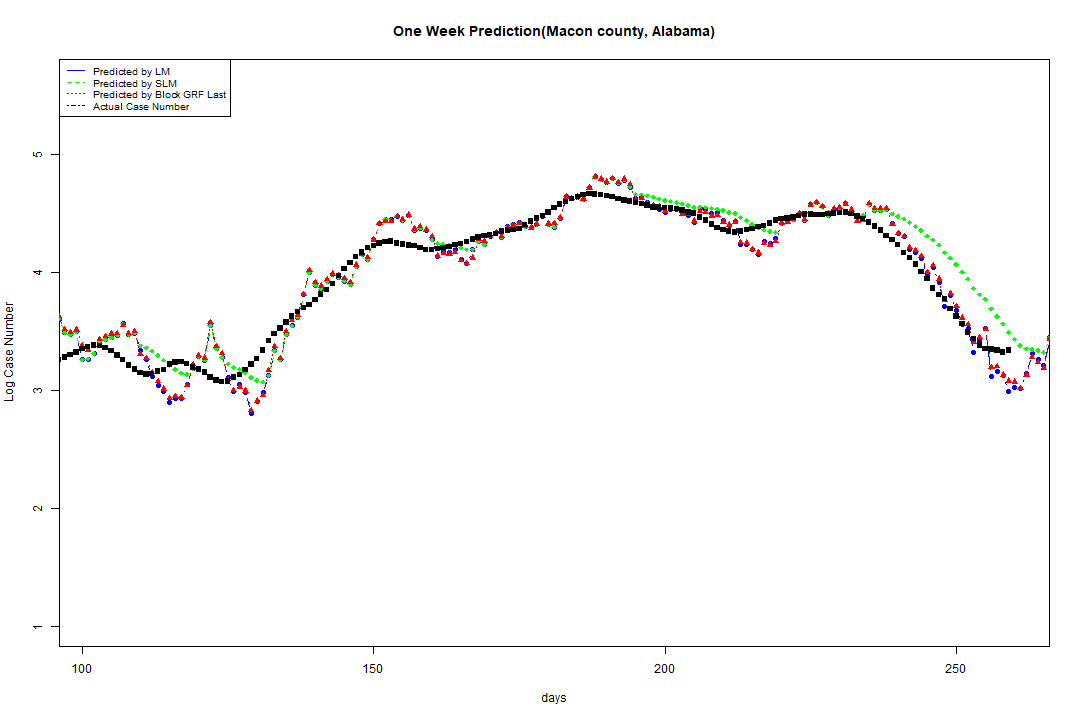 One Week Prediction(Macon county, Alabama)
Predicted by LM
Predicted by SLM
Predicted by Block GRF Last
Actual Case Number
5
4
3
2
1
Log Case Number
100 150 200 250
days